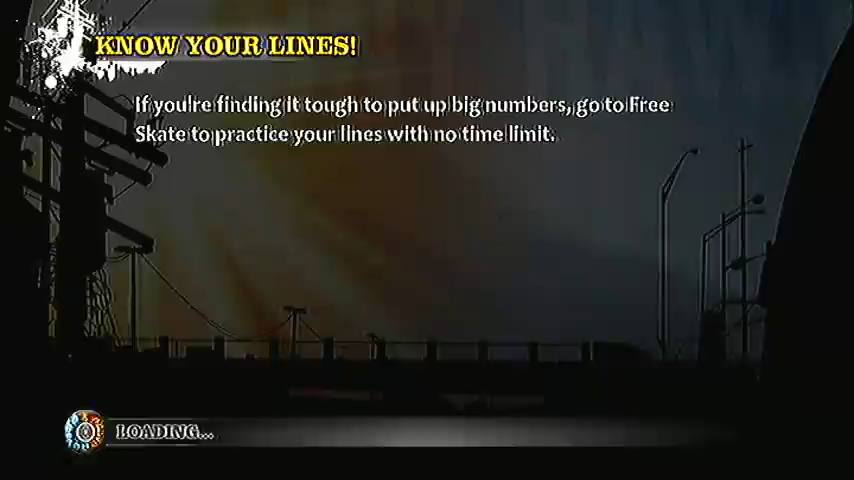 KNOW YOUR LINES!
If you're finding it tough to put up big numbers, go to Free
Skate to practice your lines with no time limit.
LOADING...